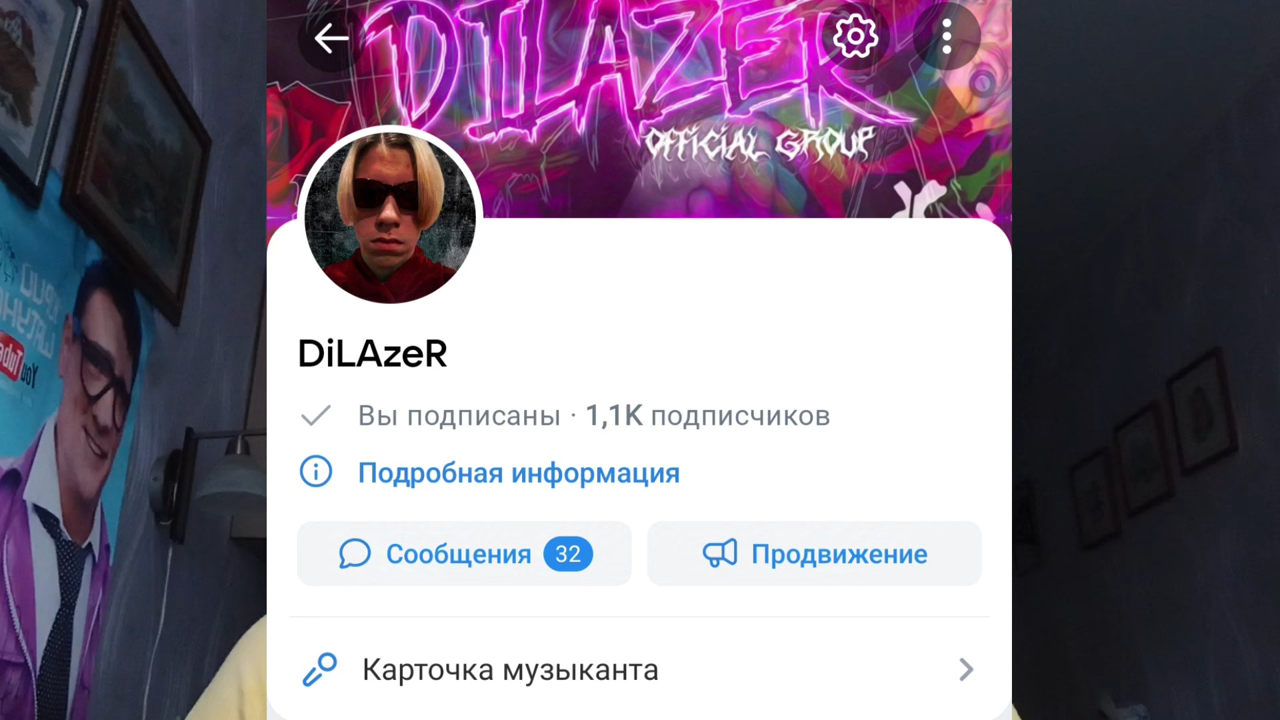 DILAZER
OFFICIAL GROUP
DiLAzeR
Вы подписаны · 1,1K подписчиков
Подробная информация
Сообщения 32
Продвижение
Карточка музыканта